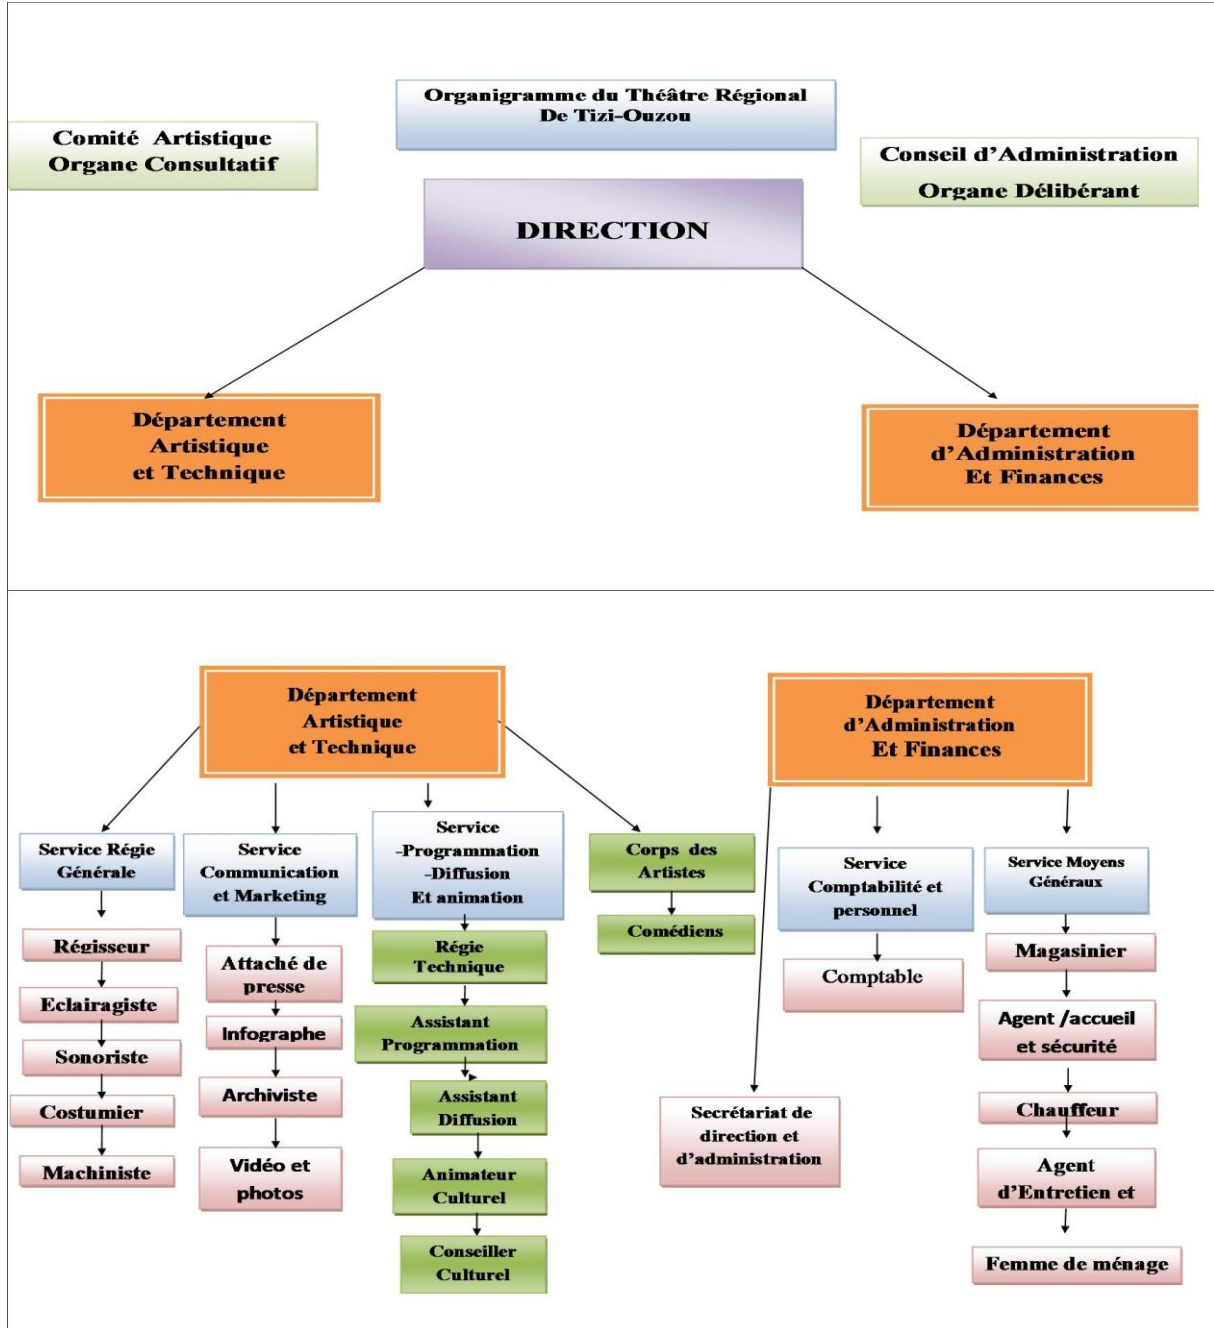 Organigramme du Théâtre Régional
De Tizi-Ouzou
Comité Artistique
Organe Consultatif
Conseil d'Administration
Organe Délibérant
DIRECTION
Département
Artistique
et Technique
Département
d'Administration
Et Finances
Département
Artistique
et Technique
Département
d'Administration
Et Finances
Service Régie
Générale
Régisseur
Eclairagiste
Sonoriste
Costumier
Machiniste
Service
Communication
et Marketing
Attaché de
presse
Infographe
Archiviste
Vidéo et
photos
Service
-Programmation
-Diffusion
Et animation
Régie
Technique
Assistant
Programmation
Assistant
Diffusion
Animateur
Culturel
Conseiller
Culturel
Corps des
Artistes
Comédiens
Secrétariat de
direction et
d'administration
Service
Comptabilité et
personnel
Comptable
Service Moyens
Généraux
Magasinier
Agent /accueil
et sécurité
Chauffeur
Agent
d'Entretien et
Femme de ménage